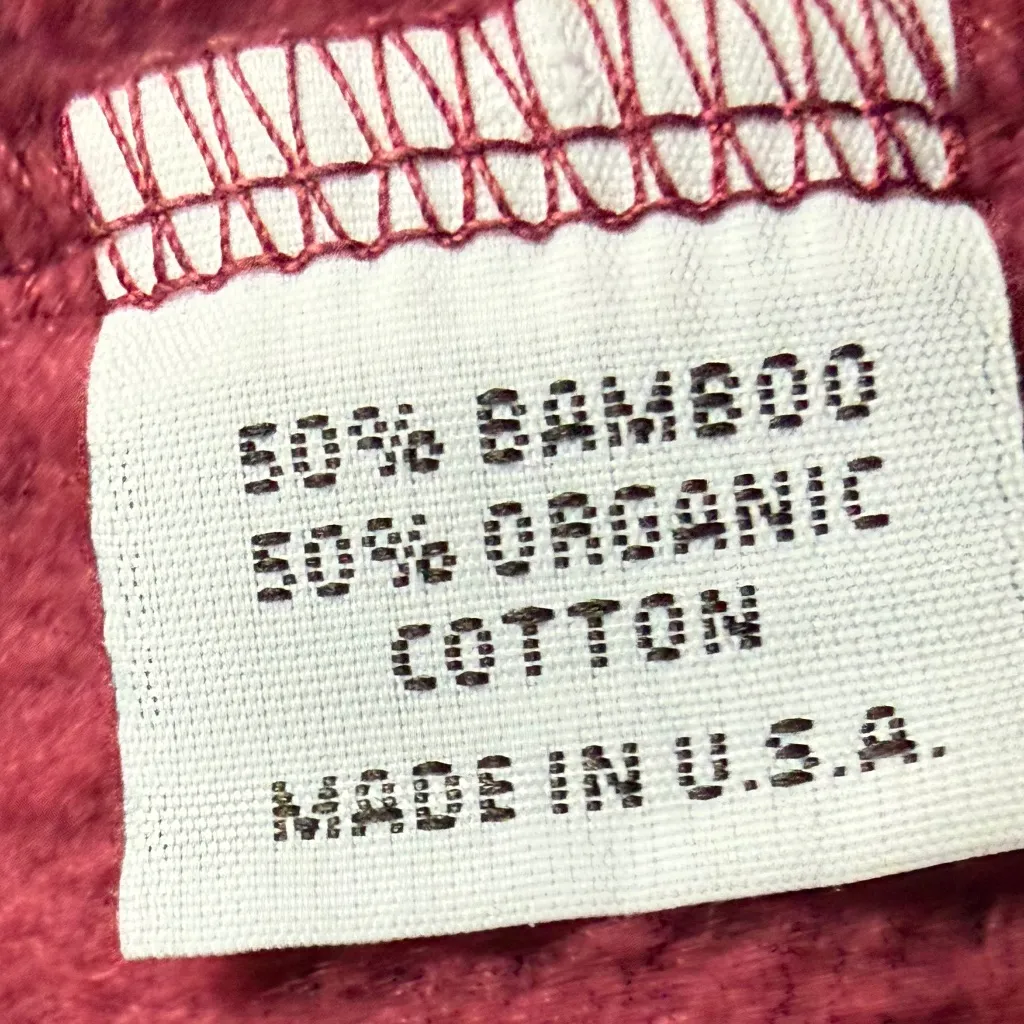 50% BAMBOO
50% ORGANIC
COTTON
MADE IN U.S.A.